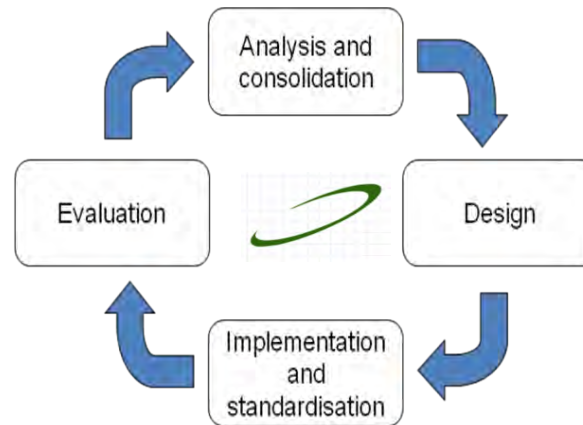 Analysis and
consolidation
Evaluation
Design
Implementation
and
standardisation